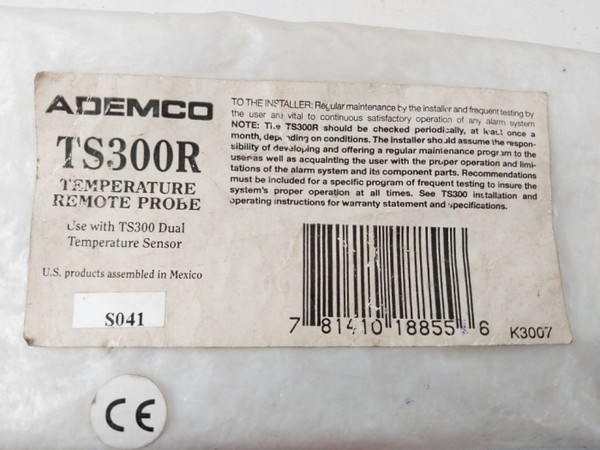 ADEMCO
TS300R
TEMPERATURE
REMOTE PROBE
Use with TS300 Dual
Temperature Sensor
U.S. products assembled in Mexico
S041
TO THE INSTALLER: Regular maintenance by the installer and frequent testing by
the user are vital to continuous satisfactory operation of any alarm system.
NOTE: The TS300R should be checked periodically, at least once a
month, depending on conditions. The installer should assume the respon-
sibility of developing and offering a regular maintenance program to the
user as well as acquainting the user with the proper operation and limi-
tations of the alarm system and its component parts. Recommendations
must be included for a specific program of frequent testing to insure the
system's proper operation at all times. See TS300 installation and
operating instructions for warranty statement and specifications.
7 81410 18855 6
K3007
CE